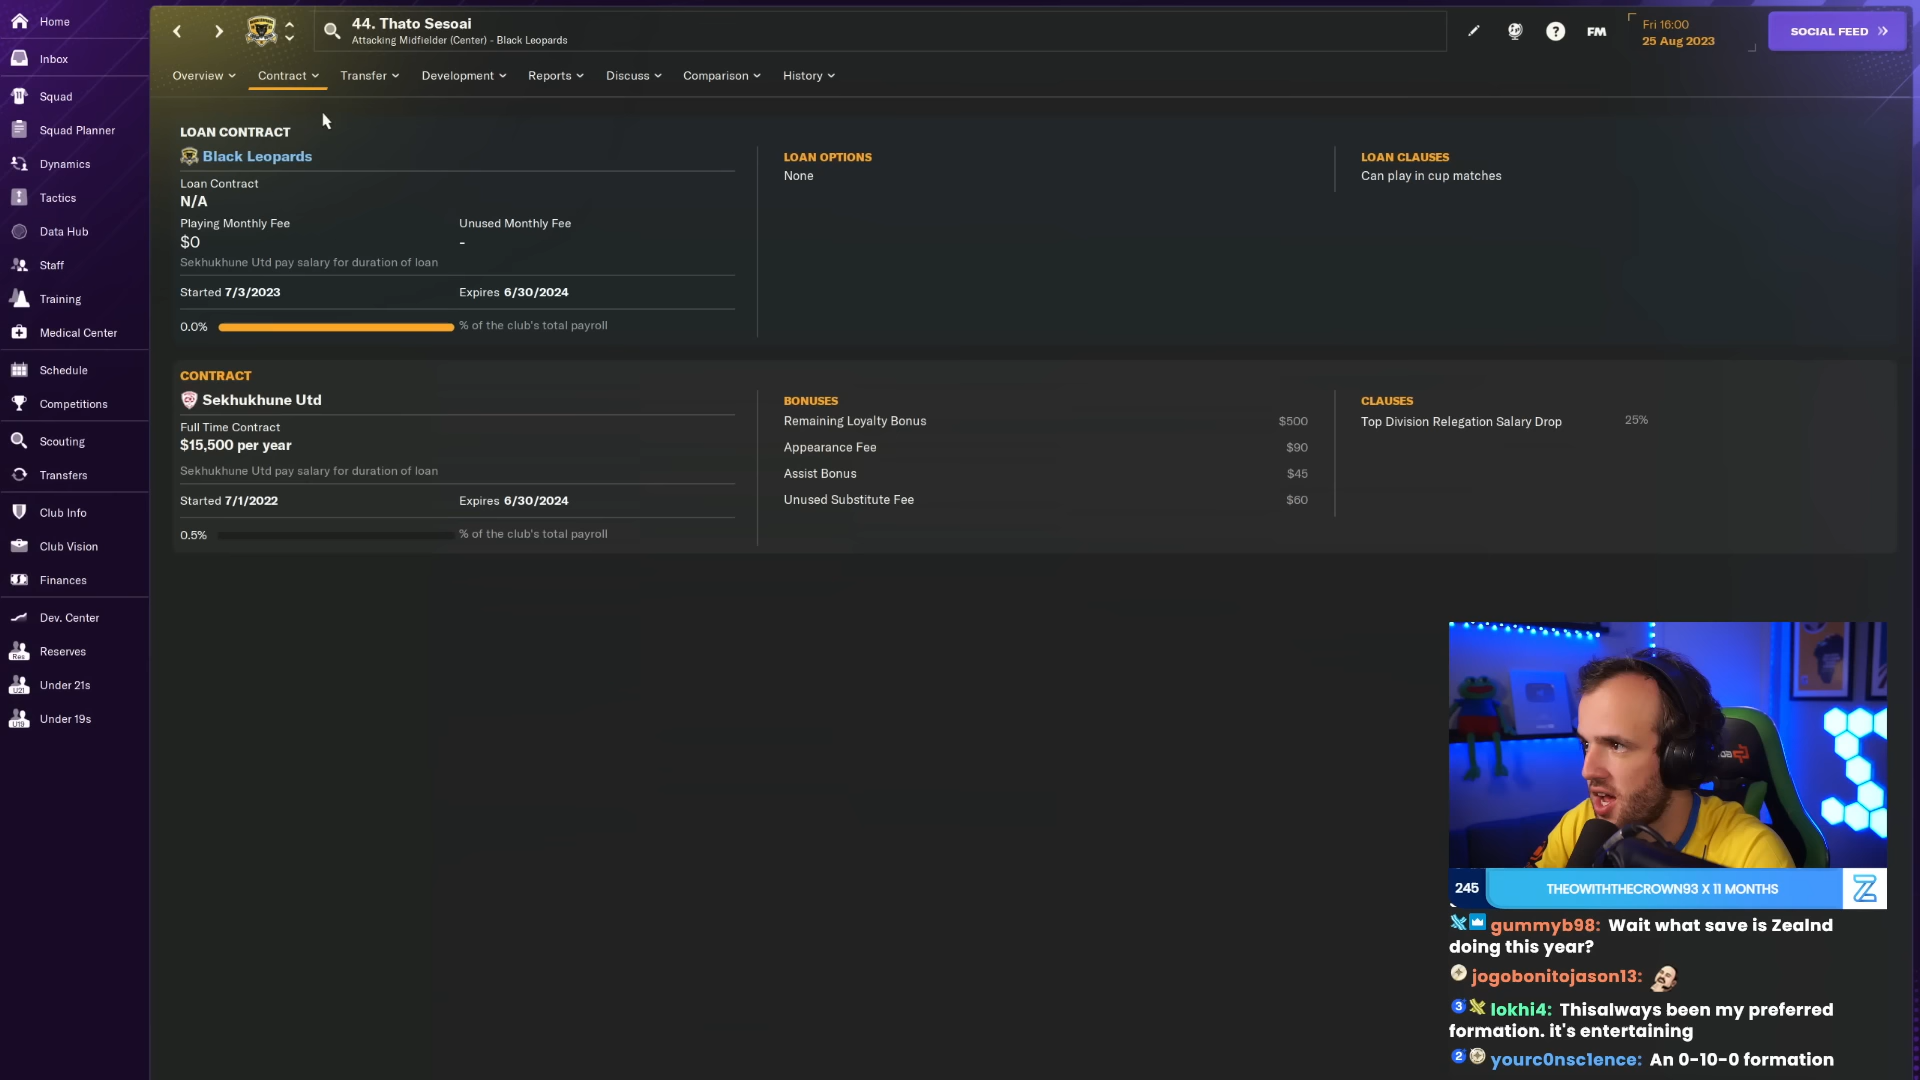 Home
Inbox
Squad
Squad Planner
Dynamics
Tactics
Data Hub
Staff
Training
Medical Center
Schedule
Competitions
Scouting
Transfers
Club Info
Club Vision
Finances
Dev. Center
Reserves
Under 21s
Under 19s
44. Thato Sesoai
Attacking Midfielder (Center) - Black Leopards
FM
Fri 16:00
25 Aug 2023
SOCIAL FEED
Overview
Contract
Transfer
Development
Reports
Discuss
Comparison
History
LOAN CONTRACT
Black Leopards
Loan Contract
N/A
Playing Monthly Fee Unused Monthly Fee
$0 -
Sekhukhune Utd pay salary for duration of loan
Started 7/3/2023 Expires 6/30/2024
0.0% % of the club's total payroll
LOAN OPTIONS
None
LOAN CLAUSES
Can play in cup matches
CONTRACT
Sekhukhune Utd
Full Time Contract
$15,500 per year
Sekhukhune Utd pay salary for duration of loan
Started 7/1/2022 Expires 6/30/2024
0.5% % of the club's total payroll
BONUSES
Remaining Loyalty Bonus $500
Appearance Fee $90
Assist Bonus $45
Unused Substitute Fee $60
CLAUSES
Top Division Relegation Salary Drop 25%
245 THEOWITHTHECROWN93 X 11 MONTHS Z
gummyb98: Wait what save is Zealnd
doing this year?
jogobonitojason13:
lokhi4: Thisalways been my preferred
formation. it's entertaining
yourc0nsc1ence: An 0-10-0 formation